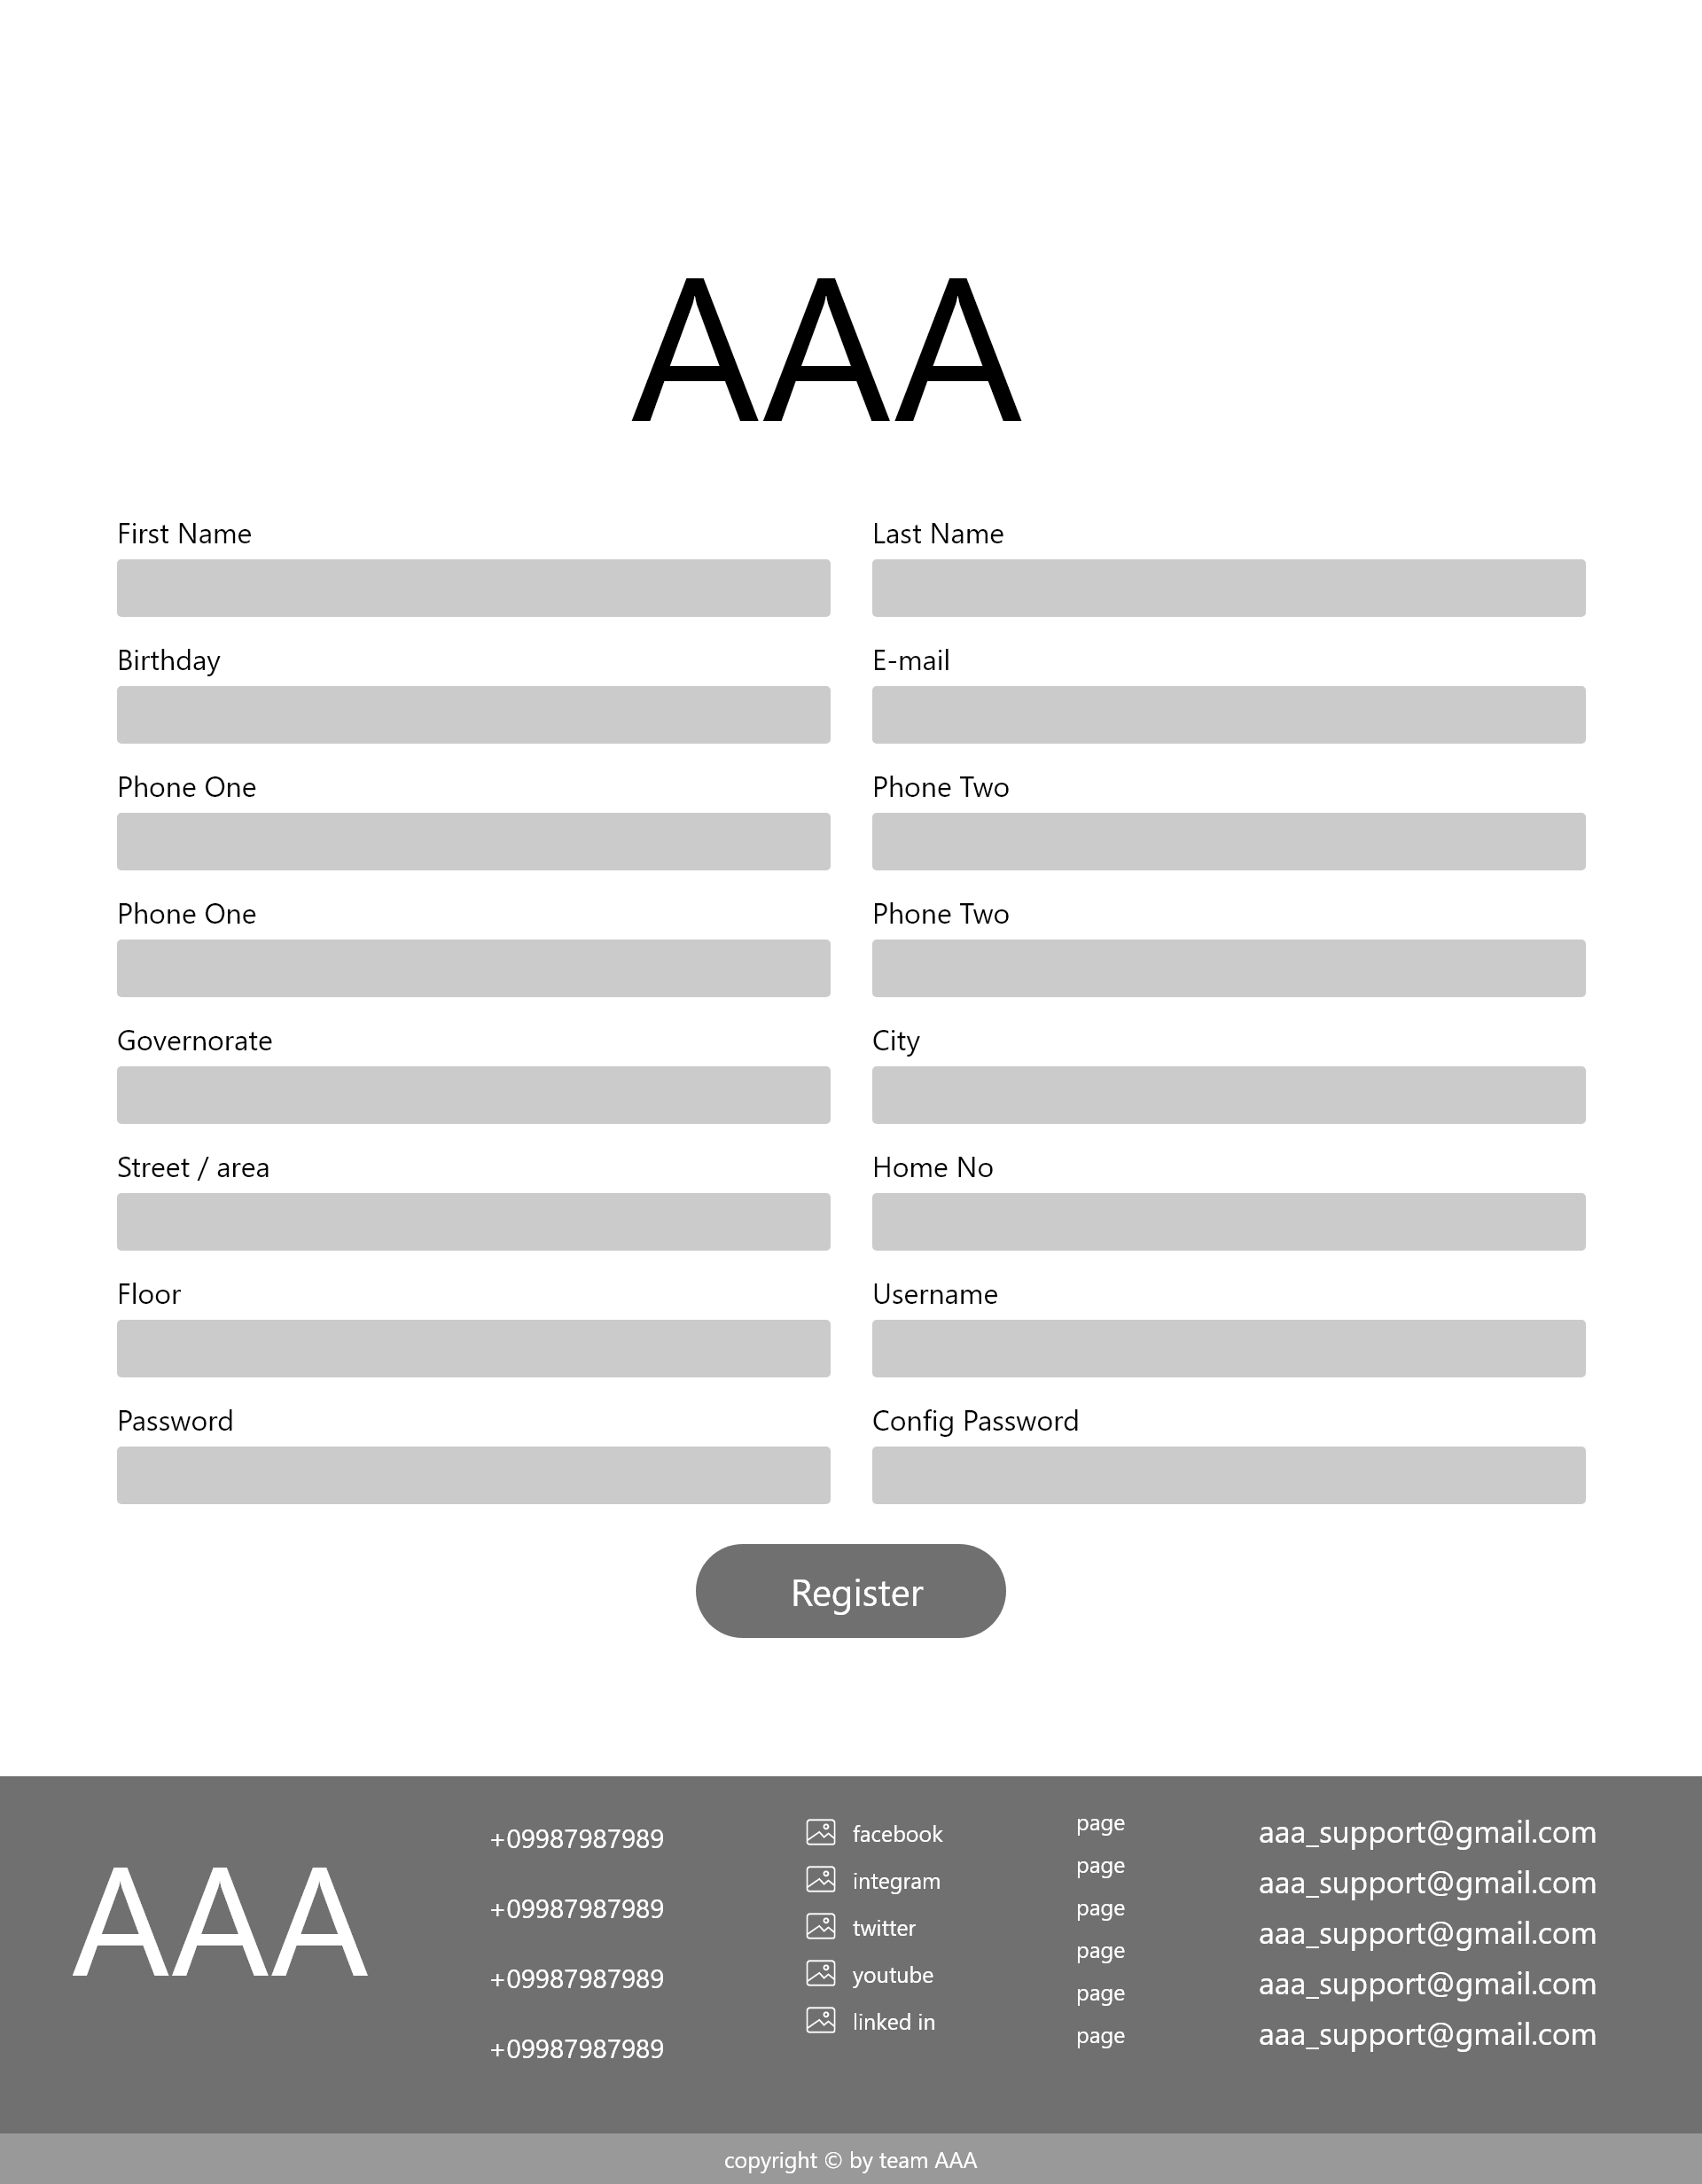 AAA
First Name
Last Name
Birthday
E-mail
Phone One
Phone Two
Phone One
Phone Two
Governorate
City
Street / area
Home No
Floor
Username
Password
Config Password
Register
AAA
+09987987989
+09987987989
+09987987989
+09987987989
facebook
integram
twitter
youtube
linked in
page
page
page
page
page
page
aaa_support@gmail.com
aaa_support@gmail.com
aaa_support@gmail.com
aaa_support@gmail.com
aaa_support@gmail.com
copyright © by team AAA